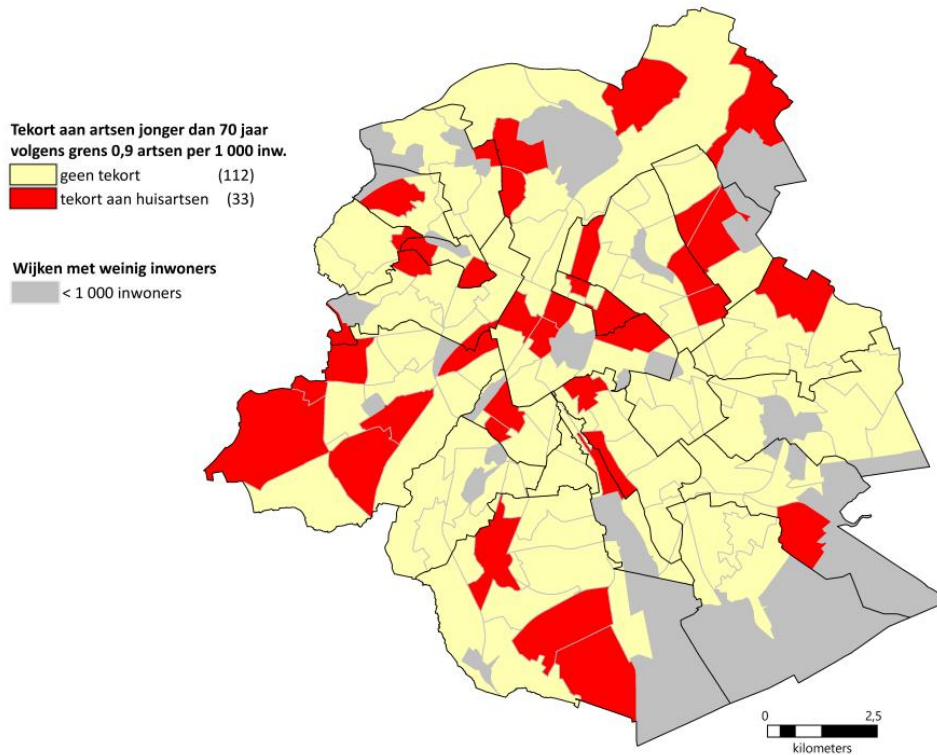 Tekort aan artsen jonger dan 70 jaar
volgens grens 0,9 artsen per 1 000 inw.
geen tekort (112)
tekort aan huisartsen (33)
Wijken met weinig inwoners
< 1 000 inwoners
0 2,5
kilometers